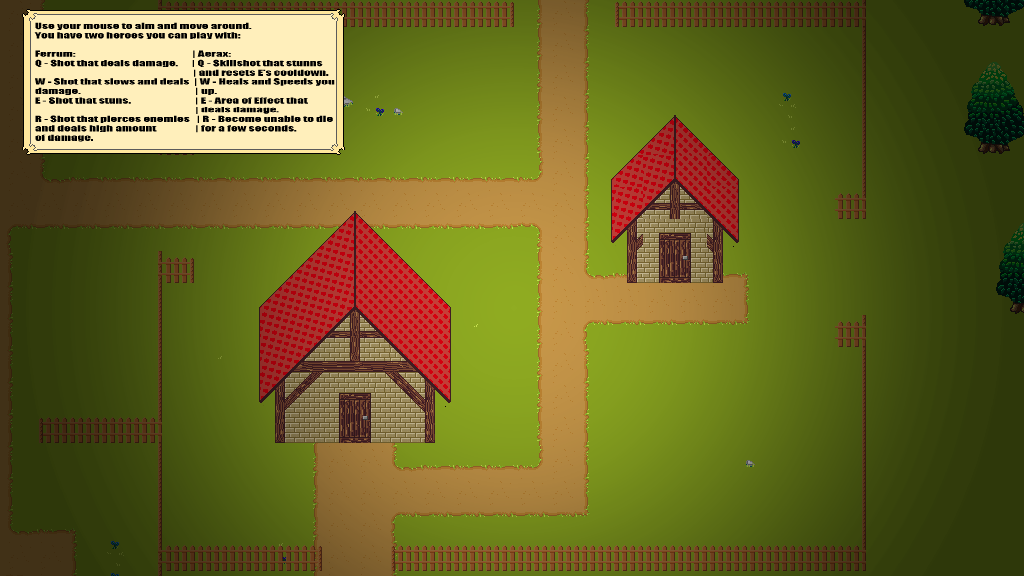 Use your mouse to aim and move around.
You have two heroes you can play with:
Ferrum: | Aerax:
Q - Shot that deals damage. | Q - Skillshot that stunns
| and resets E's cooldown.
W - Shot that slows and deals | W - Heals and Speeds you
damage. | up.
E - Shot that stuns. | E - Area of Effect that
| deals damage.
R - Shot that pierces enemies | R - Become unable to die
and deals high amount | for a few seconds.
of damage.